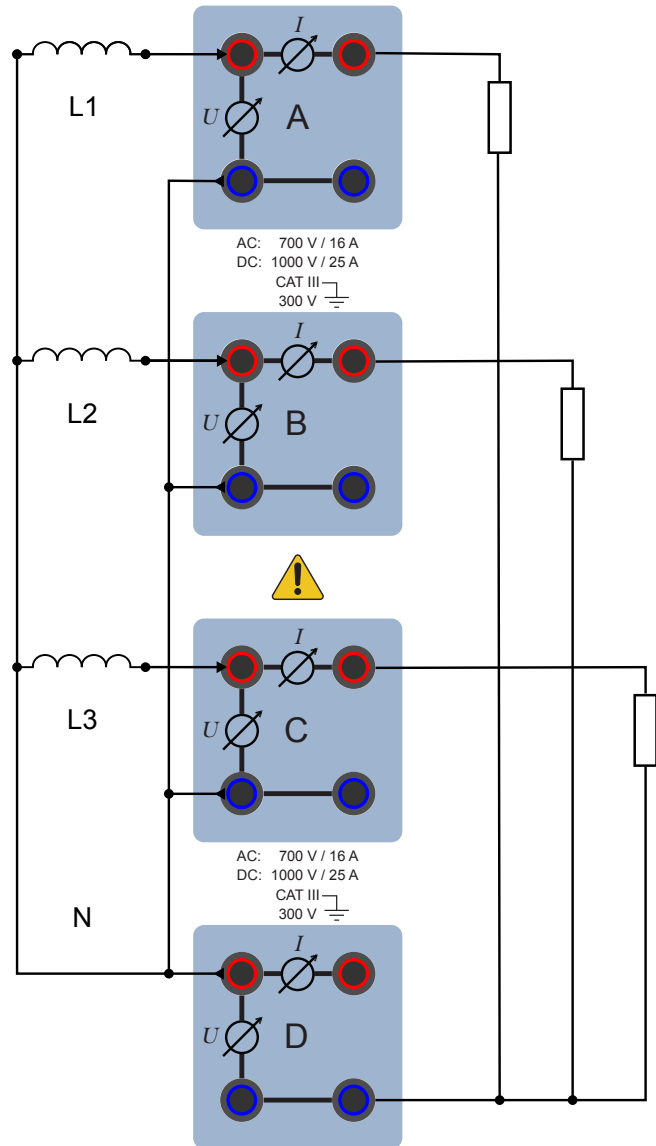 I
L1
U
A
AC: 700 V / 16 A
DC: 1000 V / 25 A
CAT III
300 V
I
L2
U
B
I
L3
U
C
AC: 700 V / 16 A
DC: 1000 V / 25 A
CAT III
300 V
N
I
U
D